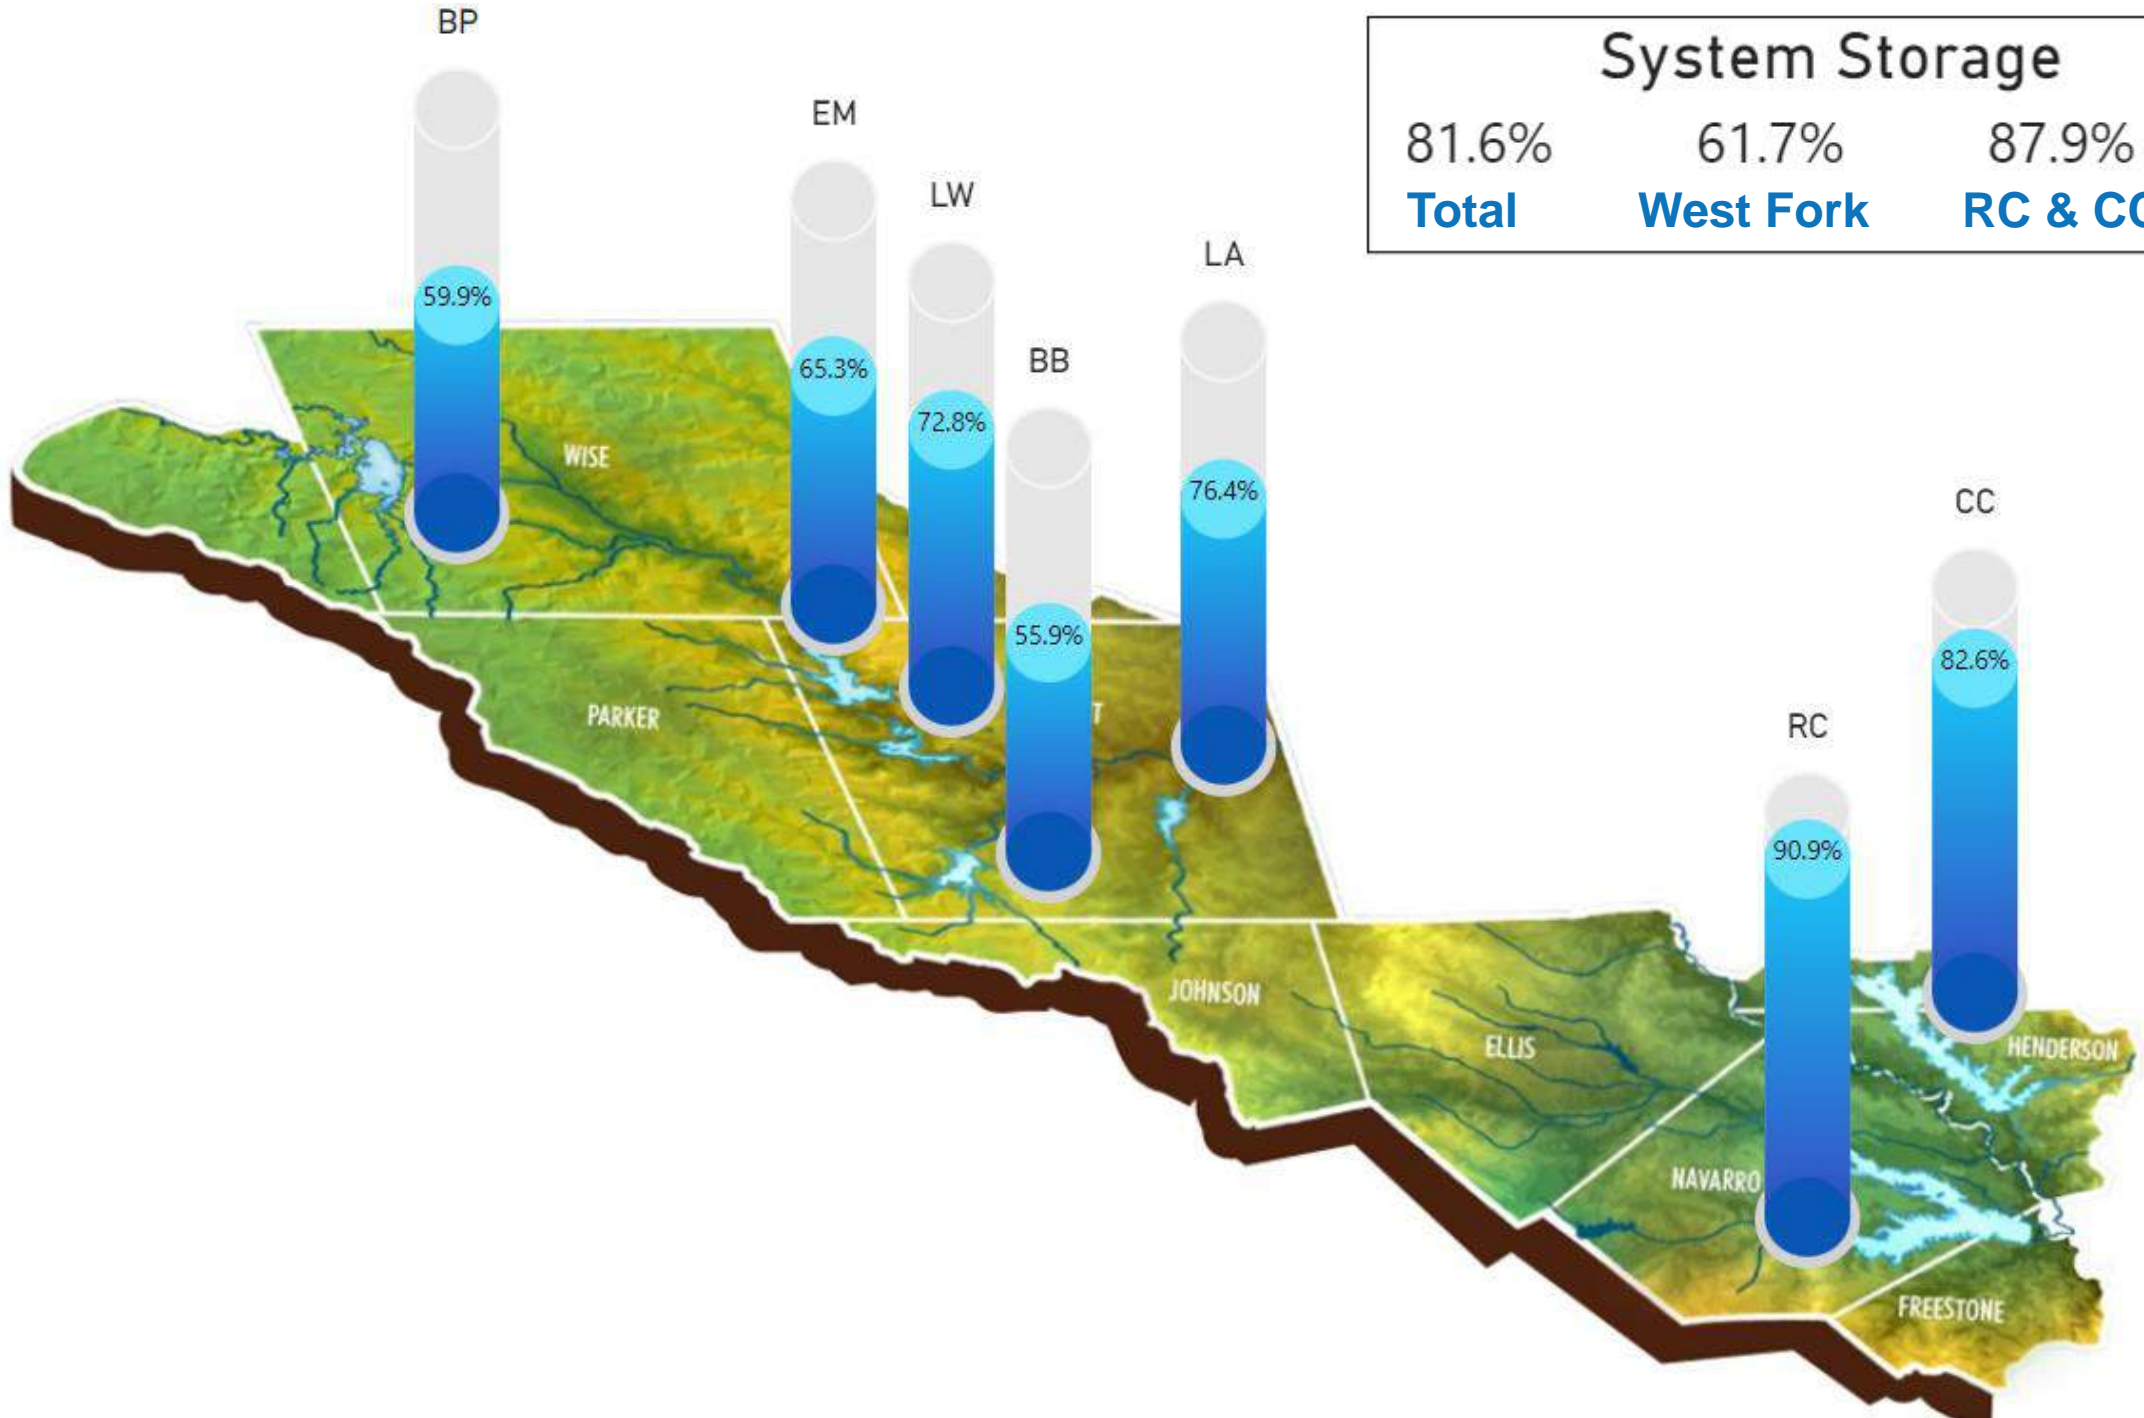 BP
System Storage
81.6% 61.7% 87.9%
Total West Fork RC & CC
EM
LW
LA
BB
59.9%
65.3%
72.8%
76.4%
55.9%
WISE
PARKER
T
CC
82.6%
RC
90.9%
JOHNSON
ELLIS
HENDERSON
NAVARRO
FREESTONE